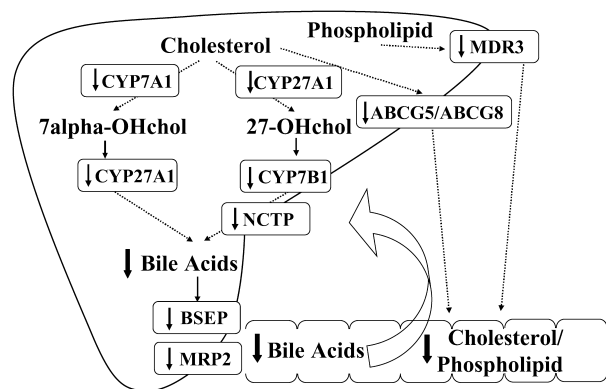 Phospholipid
Cholesterol
↓ MDR3
↓ CYP7A1
↓ CYP27A1
↓ ABCG5/ABCG8
7alpha-OHchol
27-OHchol
↓ CYP27A1
↓ CYP7B1
↓ NCTP
↓ Bile Acids
↓ BSEP
↓ MRP2
↓ Bile Acids
↓ Cholesterol/
Phospholipid